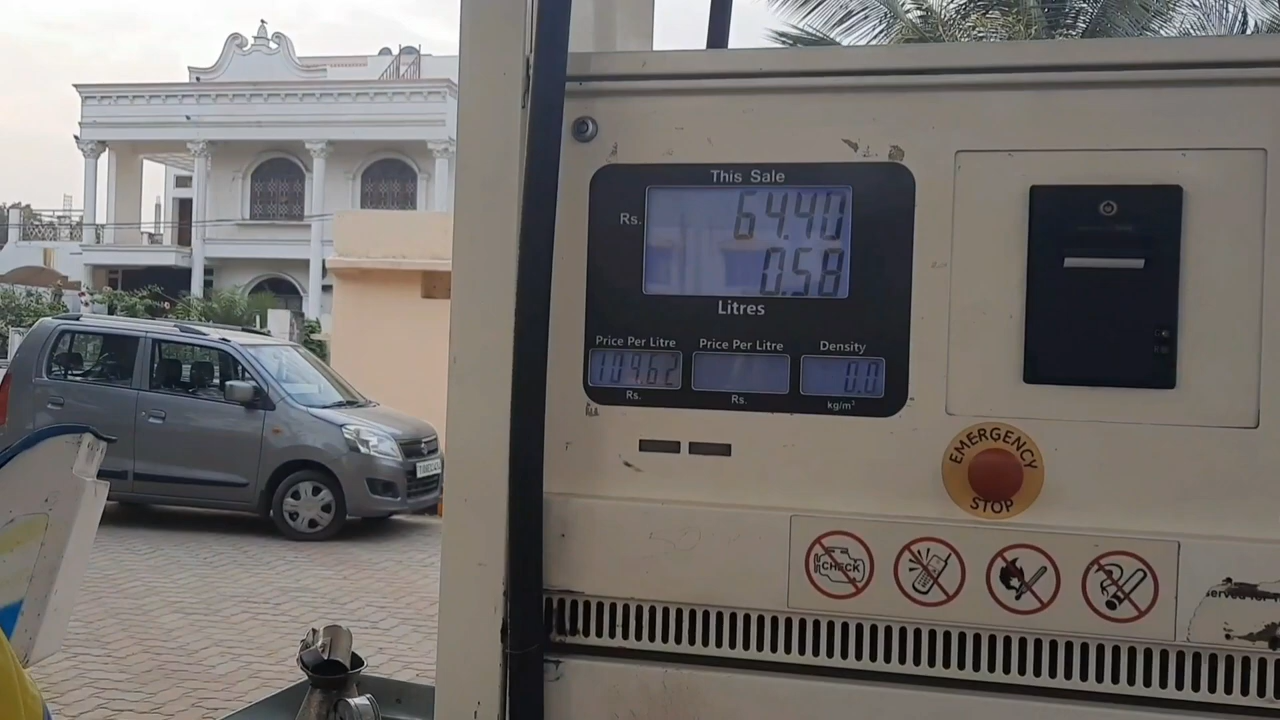 This Sale
Rs.
64.40
0.58
Litres
Price Per Litre
Price Per Litre
Density
109.62
0.0
Rs.
Rs.
kg/m³
EMERGENCY
STOP
CHECK